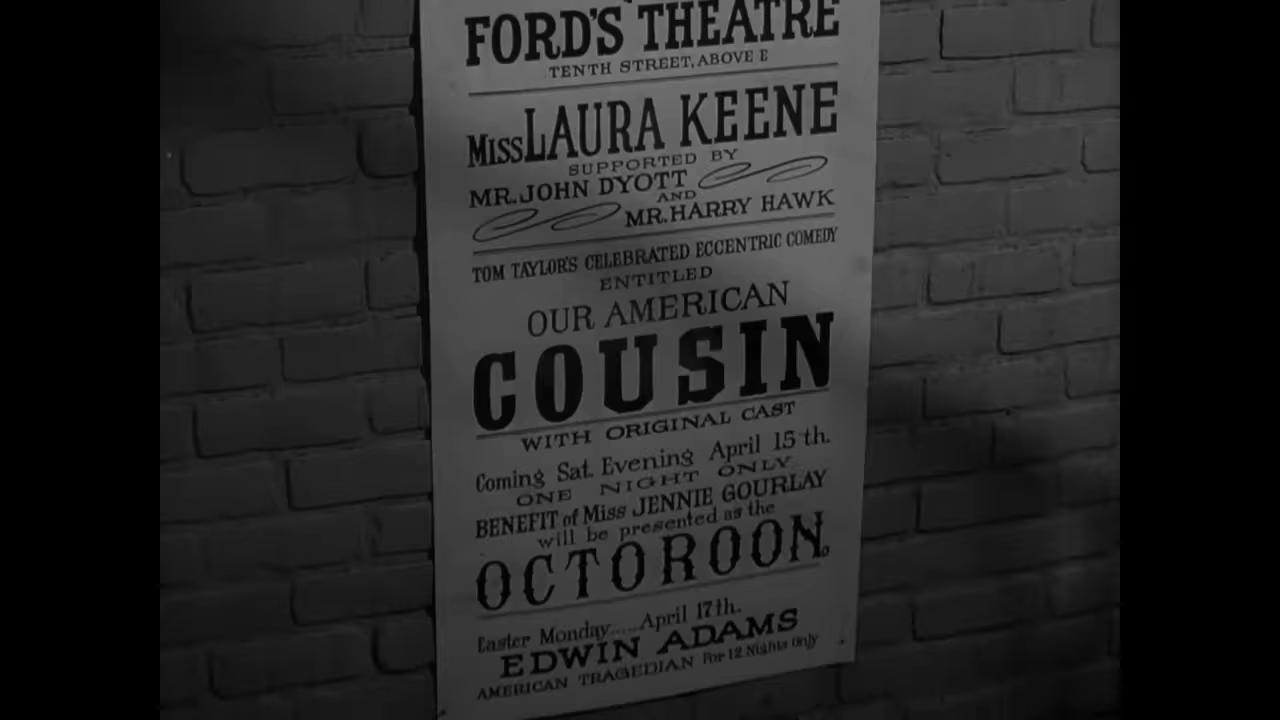 FORD'S THEATRE
TENTH STREET, ABOVE E
MISS LAURA KEENE
SUPPORTED BY
MR. JOHN DYOTT
AND
MR. HARRY HAWK
TOM TAYLOR'S CELEBRATED ECCENTRIC COMEDY
ENTITLED
OUR AMERICAN
COUSIN
WITH ORIGINAL CAST
Coming Sat. Evening April 15th.
ONE NIGHT ONLY
BENEFIT of Miss JENNIE GOURLAY
will be presented as the
OCTOROON.
Easter Monday.....April 17th.
EDWIN ADAMS
AMERICAN TRAGEDIAN For 12 Nights Only